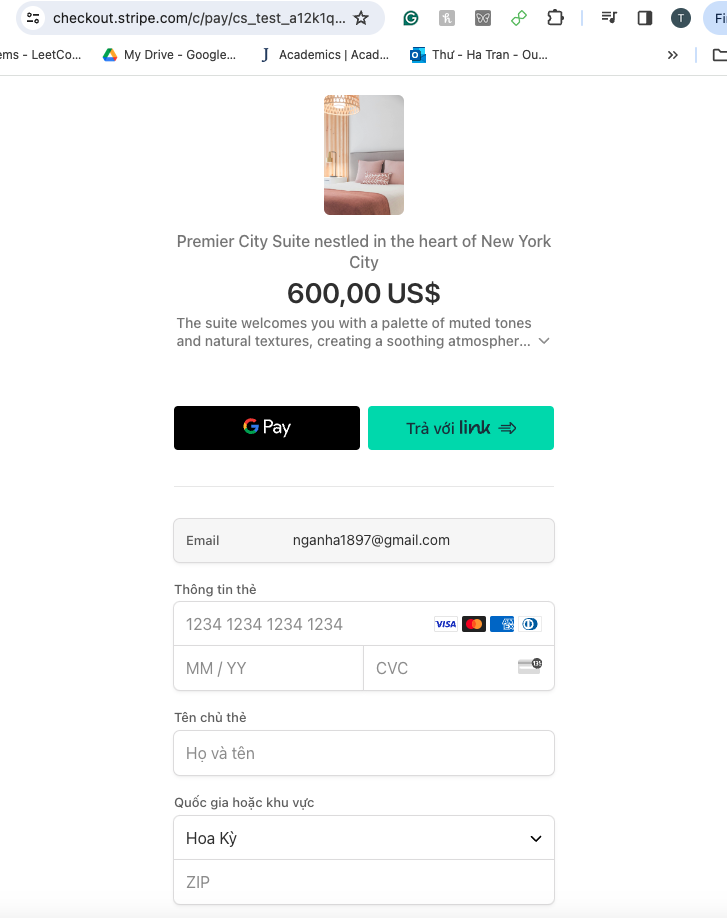 checkout.stripe.com/c/pay/cs_test_a12k1q...
T
Fi
ems - LeetCo...
My Drive - Google...
J
Academics | Acad...
Thư - Ha Tran - Ou...
»
Premier City Suite nestled in the heart of New York
City
600,00 US$
The suite welcomes you with a palette of muted tones
and natural textures, creating a soothing atmospher...
G Pay
Trả với link
Email
nganha1897@gmail.com
Thông tin thẻ
1234 1234 1234 1234
VISA
AMEX
MM / YY
CVC
135
Tên chủ thẻ
Họ và tên
Quốc gia hoặc khu vực
Hoa Kỳ
ZIP